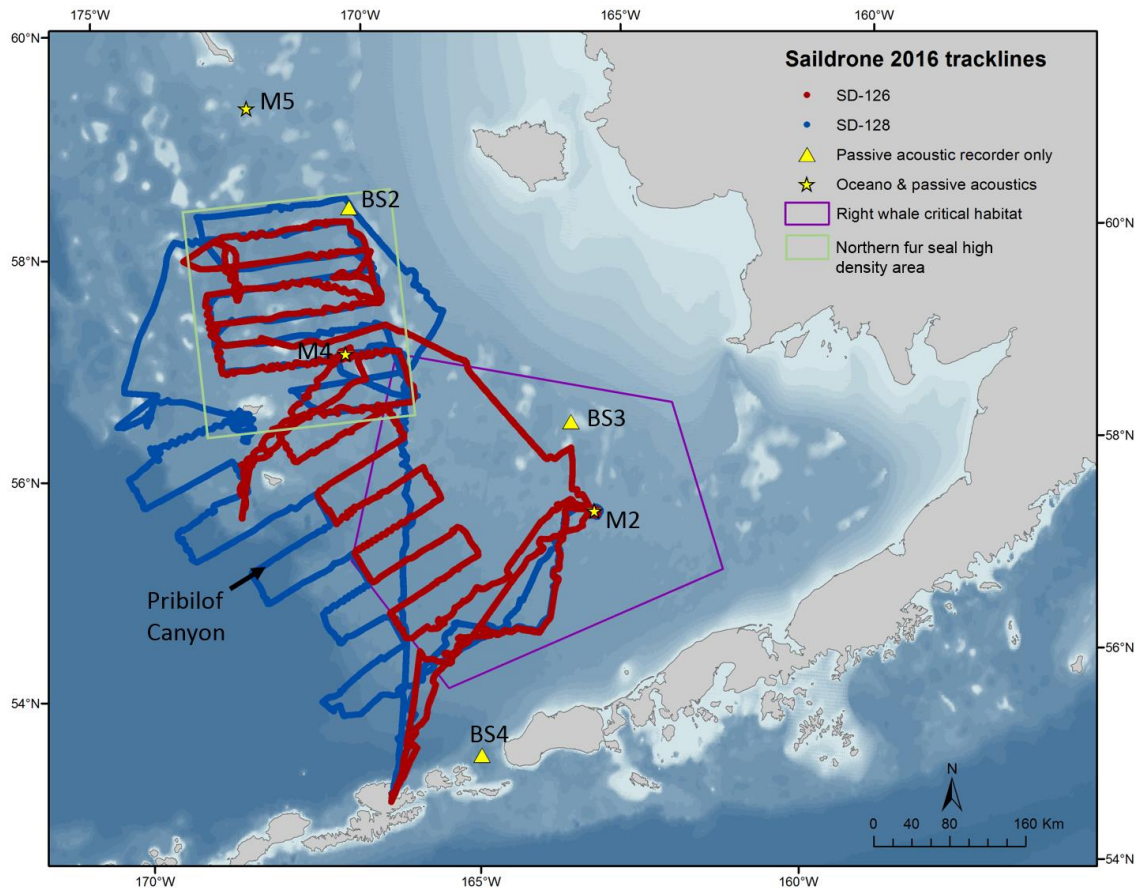 175°W
170°W
165°W
160°W
60°N
Saildrone 2016 tracklines
SD-126
SD-128
Passive acoustic recorder only
Oceano & passive acoustics
Right whale critical habitat
Northern fur seal high
density area
M5
BS2
60°N
58°N
M4
BS3
58°N
56°N
M2
Pribilof
Canyon
56°N
54°N
BS4
N
0 40 80 160 Km
54°N
170°W
165°W
160°W